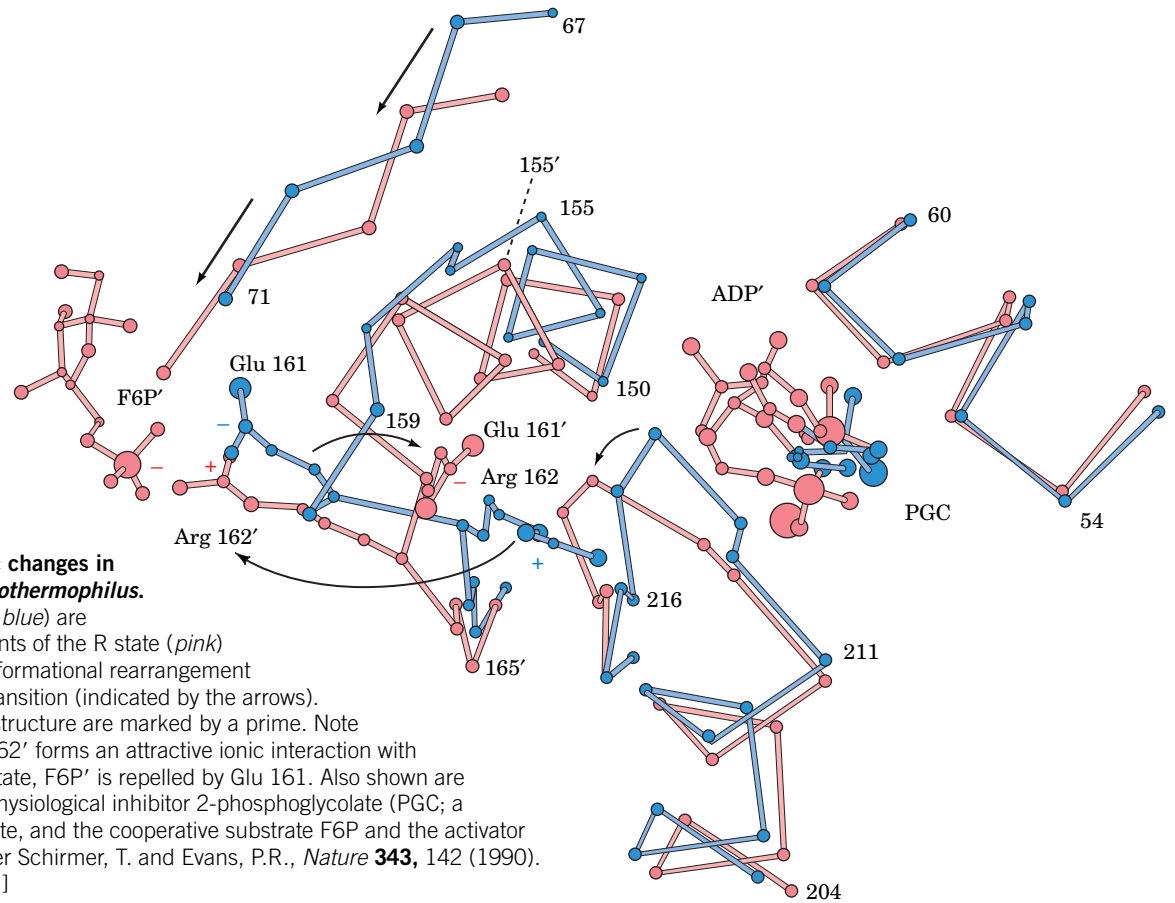 67
155′
155
60
ADP′
71
Glu 161
F6P′
150
−
159
Glu 161′
+
−
−
Arg 162
PGC
54
Arg 162′
+
216
165′
211
204
changes in
othermophilus.
blue) are
nts of the R state (pink)
formational rearrangement
ansition (indicated by the arrows).
structure are marked by a prime. Note
62′ forms an attractive ionic interaction with
tate, F6P′ is repelled by Glu 161. Also shown are
hysiological inhibitor 2-phosphoglycolate (PGC; a
te, and the cooperative substrate F6P and the activator
er Schirmer, T. and Evans, P.R., Nature 343, 142 (1990).
]